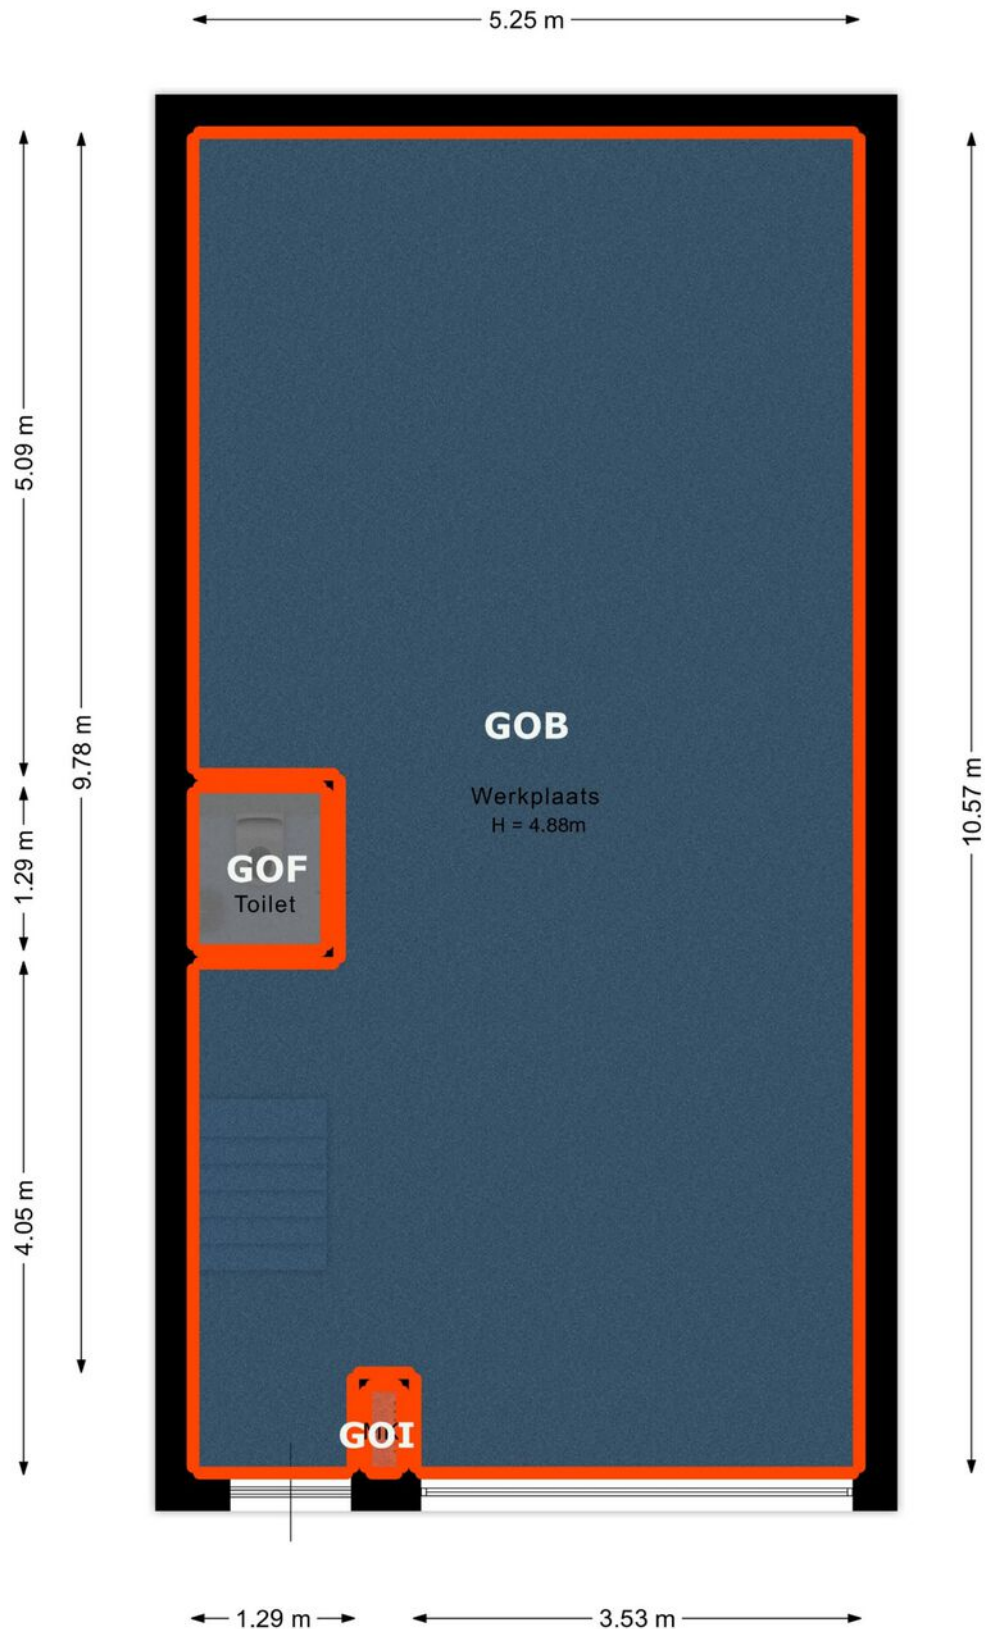 5.25 m
5.09 m
9.78 m
10.57 m
GOB
Werkplaats
H = 4.88m
1.29 m
GOF
Toilet
4.05 m
GOI
1.29 m
3.53 m